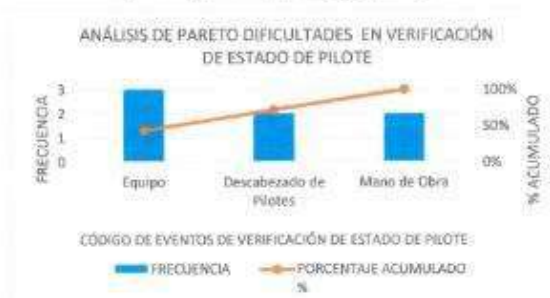 ANÁLISIS DE PARETO DIFICULTADES EN VERIFICACIÓN
DE ESTADO DE PILOTE
FRECUENCIA
3
2
1
0
Equipo
Descabezado de
Pilotes
Mano de Obra
100%
50%
0%
% ACUMULADO
CÓDIGO DE EVENTOS DE VERIFICACIÓN DE ESTADO DE PILOTE
FRECUENCIA
PORCENTAJE ACUMULADO
%